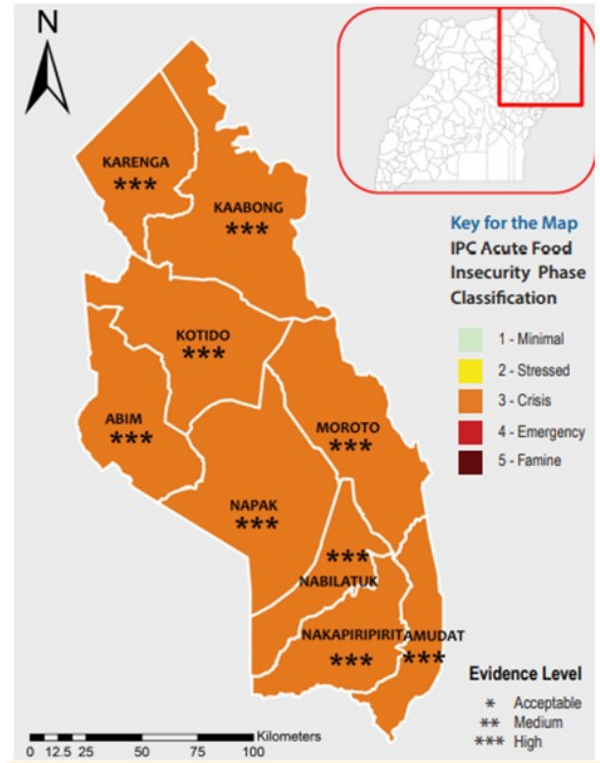 N
KARENGA
***
KAABONG
***
Key for the Map
IPC Acute Food
Insecurity Phase
Classification
1 - Minimal
2 - Stressed
3 - Crisis
4 - Emergency
5 - Famine
KOTIDO
***
ABIM
***
MOROTO
***
NAPAK
***
***
NABILATUK
NAKAPIRIPIRIT
***
AMUDAT
***
Evidence Level
* Acceptable
** Medium
*** High
Kilometers
0 12.5 25 50 75 100